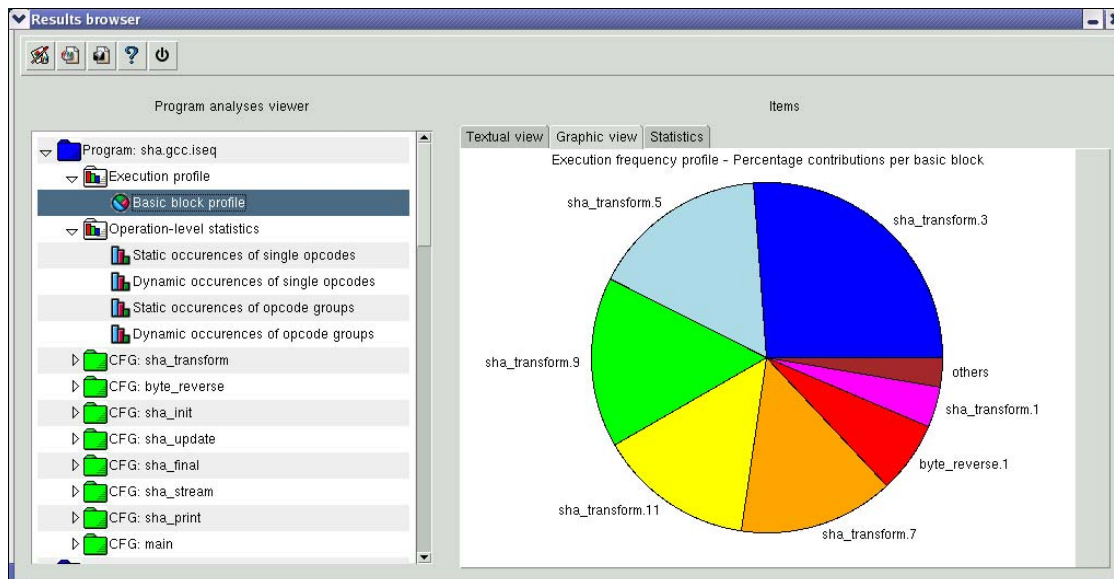 Results browser
Program analyses viewer
Items
Program: sha.gcc.iseq
Execution profile
Basic block profile
Operation-level statistics
Static occurences of single opcodes
Dynamic occurences of single opcodes
Static occurences of opcode groups
Dynamic occurences of opcode groups
CFG: sha_transform
CFG: byte_reverse
CFG: sha_init
CFG: sha_update
CFG: sha_final
CFG: sha_stream
CFG: sha_print
CFG: main
Textual view Graphic view Statistics
Execution frequency profile - Percentage contributions per basic block
sha_transform.5
sha_transform.3
sha_transform.9
others
sha_transform.1
byte_reverse.1
sha_transform.11
sha_transform.7